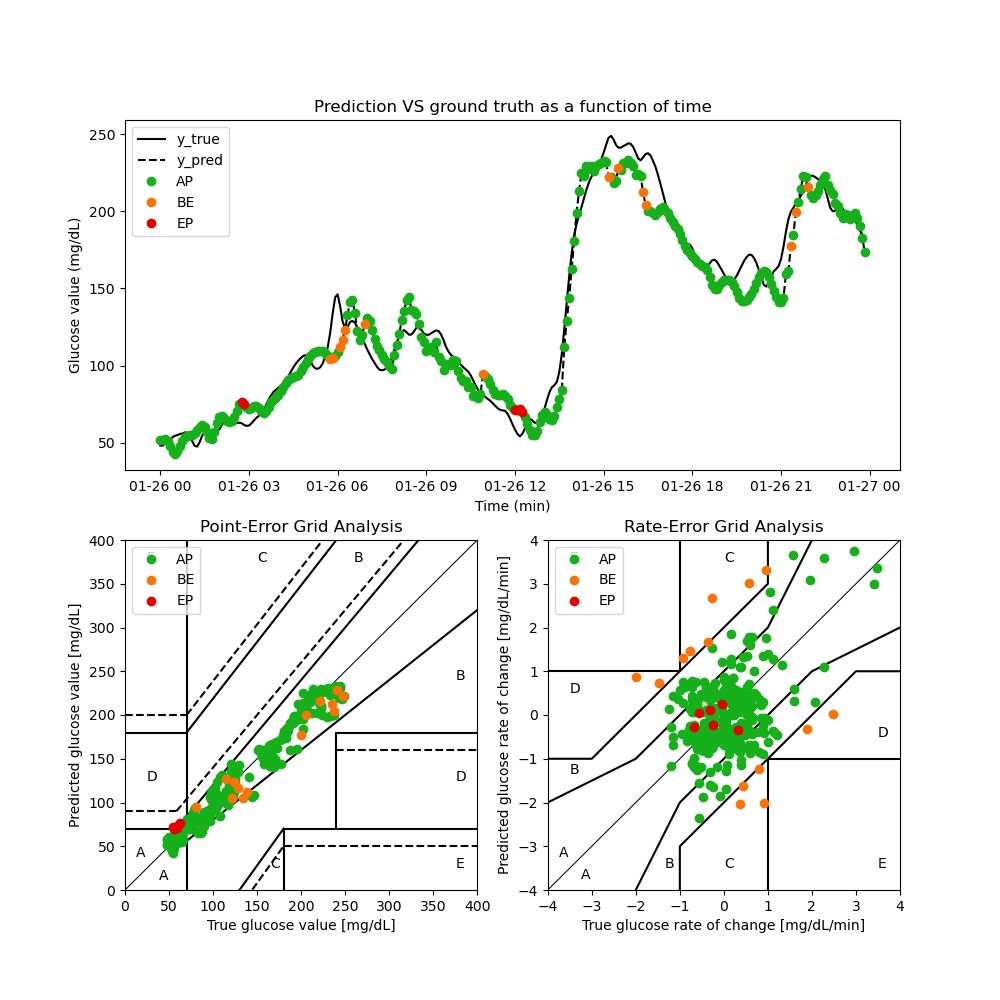 Prediction VS ground truth as a function of time
Glucose value (mg/dL)
250
200
150
100
50
y_true
y_pred
AP
BE
EP
01-26 00 01-26 03 01-26 06 01-26 09 01-26 12 01-26 15 01-26 18 01-26 21 01-27 00
Time (min)
Point-Error Grid Analysis
Predicted glucose value [mg/dL]
400
350
300
250
200
150
100
50
0
AP
BE
EP
C
B
B
D
D
A
A
C
E
0 50 100 150 200 250 300 350 400
True glucose value [mg/dL]
Rate-Error Grid Analysis
Predicted glucose rate of change [mg/dL/min]
4
3
2
1
0
−1
−2
−3
−4
AP
BE
EP
C
D
D
B
A
A
B
C
E
−4 −3 −2 −1 0 1 2 3 4
True glucose rate of change [mg/dL/min]